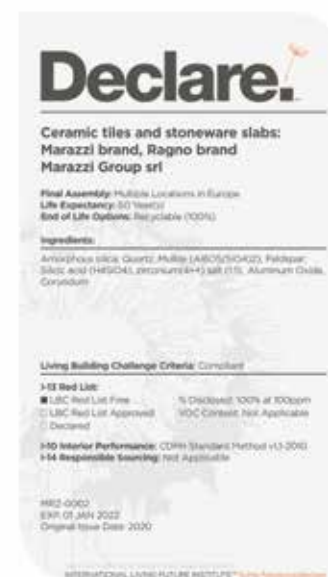 Declare.
Ceramic tiles and stoneware slabs:
Marazzi brand, Ragno brand
Marazzi Group srl
Final Assembly: Multiple Locations in Europe
Life Expectancy: 50 Year(s)
End of Life Options: Recyclable (100%)
Ingredients:
Amorphous silica; Quartz; Mullite (Al6O5(SiO4)2), Feldspar;
Silicic acid (H4SiO4), zirconium(4+) salt (1:1), Aluminum Oxide,
Corundum
Living Building Challenge Criteria: Compliant
I-13 Red List:
LBC Red List Free % Disclosed: 100% at 100ppm
LBC Red List Approved VOC Content: Not Applicable
Declared
I-10 Interior Performance: CDPH Standard Method v1.1-2010
I-14 Responsible Sourcing: Not Applicable
MRZ-0002
EXP. 01 JAN 2022
Original Issue Date: 2020
INTERNATIONAL LIVING FUTURE INSTITUTE™